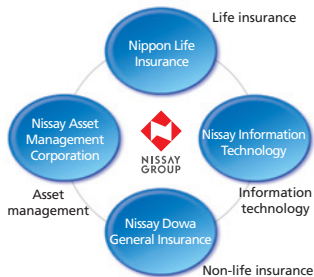 Life insurance
Nippon Life
Insurance
Nissay Asset
Management
Corporation
NISSAY
GROUP
Nissay Information
Technology
Asset
management
Information
technology
Nissay Dowa
General Insurance
Non-life insurance